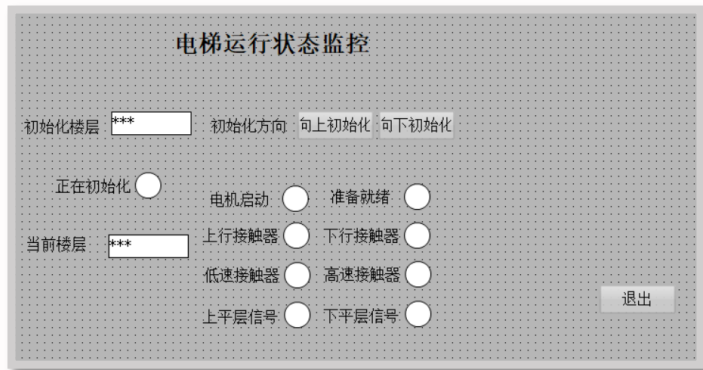 电梯运行状态监控
初始化楼层 *** 初始化方向 向上初始化 向下初始化
正在初始化
电机启动 准备就绪
当前楼层 ***
上行接触器 下行接触器
低速接触器 高速接触器
退出
上平层信号 下平层信号